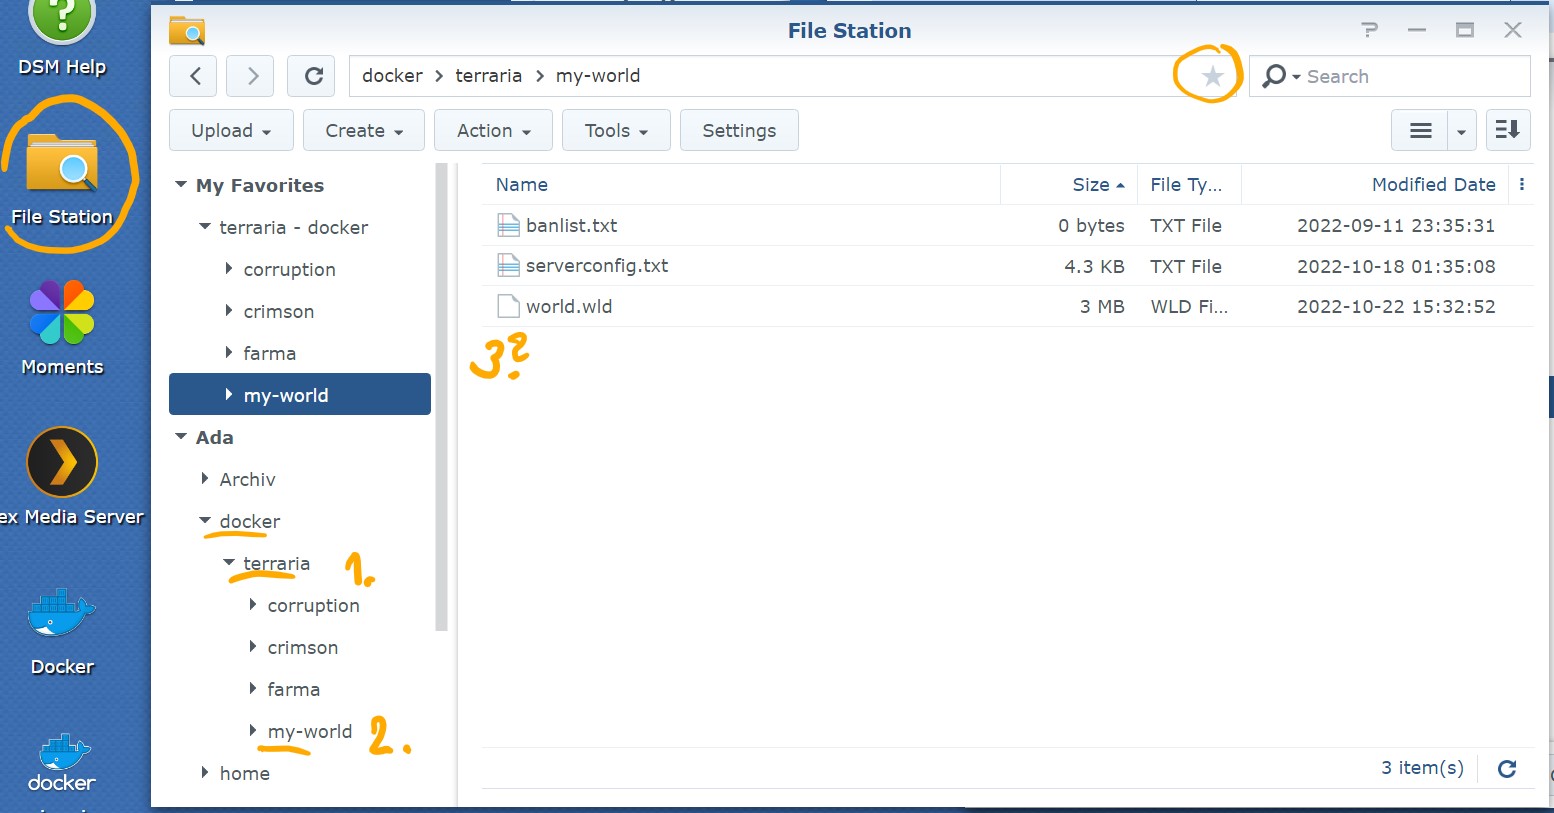 DSM Help
File Station
Moments
ex Media Server
Docker
docker
File Station
docker > terraria > my-world
Search
Upload
Create
Action
Tools
Settings
My Favorites
terraria - docker
corruption
crimson
farma
my-world
Ada
Archiv
docker
terraria 1.
corruption
crimson
farma
my-world 2.
home
Name Size File Ty... Modified Date
banlist.txt 0 bytes TXT File 2022-09-11 23:35:31
serverconfig.txt 4.3 KB TXT File 2022-10-18 01:35:08
world.wld 3 MB WLD Fi... 2022-10-22 15:32:52
3?
3 item(s)